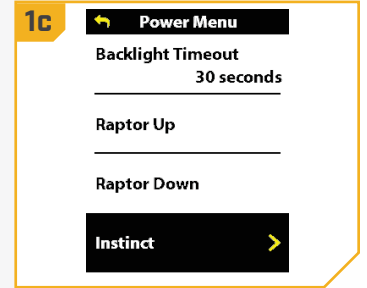 1c
Power Menu
Backlight Timeout
30 seconds
Raptor Up
Raptor Down
Instinct